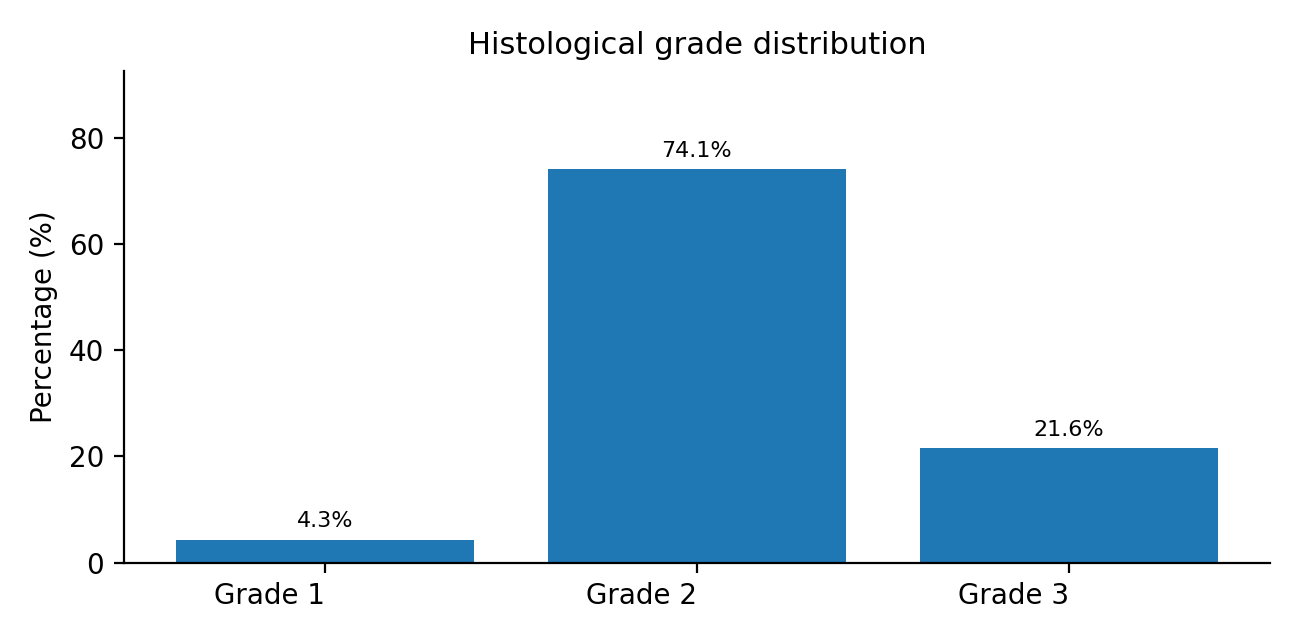 Histological grade distribution
Percentage (%)
80
60
40
20
0
74.1%
21.6%
4.3%
Grade 1
Grade 2
Grade 3